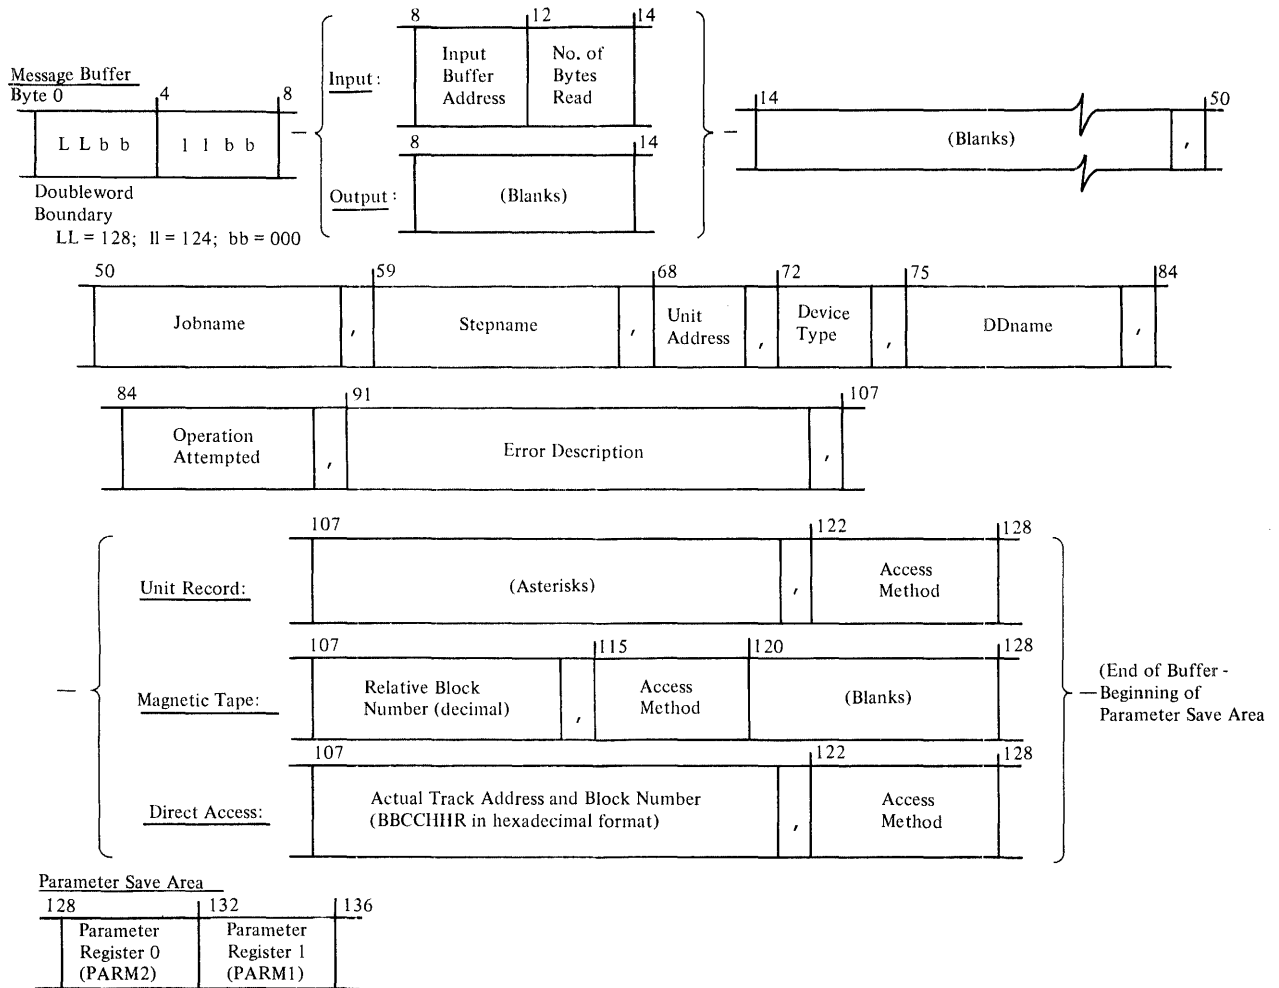 8 12 14
Message Buffer
Byte 0 4 8
L L b b l l b b
Doubleword
Boundary
LL = 128; ll = 124; bb = 000
Input:
Input
Buffer
Address
No. of
Bytes
Read
8 14
Output:
(Blanks)
14 50
(Blanks) ,
50 59 68 72 75 84
Jobname , Stepname ,
Unit
Address ,
Device
Type ,
DDname ,
84 91 107
Operation
Attempted ,
Error Description ,
107 122 128
Unit Record:
(Asterisks) ,
Access
Method
107 115 120 128
Magnetic Tape:
Relative Block
Number (decimal) ,
Access
Method
(Blanks)
107 122 128
Direct Access:
Actual Track Address and Block Number
(BBCCHHR in hexadecimal format) ,
Access
Method
(End of Buffer -
Beginning of
Parameter Save Area
Parameter Save Area
128 132 136
Parameter
Register 0
(PARM2)
Parameter
Register 1
(PARM1)